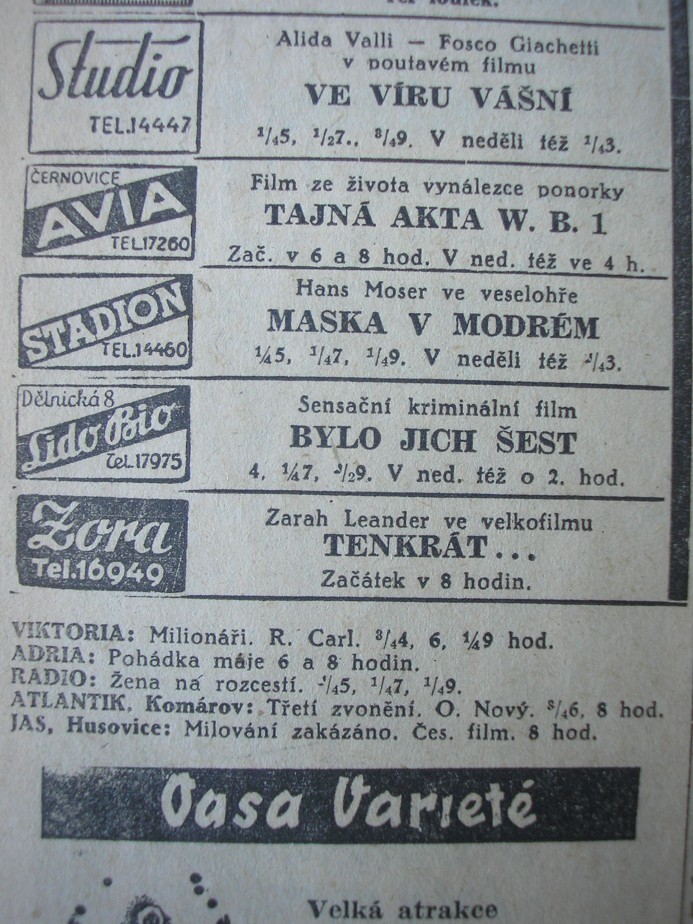 Studio
TEL.14447
Alida Valli — Fosco Giachetti
v poutavém filmu
VE VÍRU VÁŠNÍ
¹/₄5, ¹/₂7., ³/₄9. V neděli též ¹/₄3.
ČERNOVICE
AVIA
TEL.17260
Film ze života vynálezce ponorky
TAJNÁ AKTA W. B. 1
Zač. v 6 a 8 hod. V ned. též ve 4 h.
STADION
TEL.14460
Hans Moser ve veselohře
MASKA V MODRÉM
¼5, ¹/₄7, ¹/₄9. V neděli též ¹/₄3.
Dělnická 8
Lido Bio
Tel.17975
Sensační kriminální film
BYLO JICH ŠEST
4, ¼7, ¹/₂9. V ned. též o 2. hod.
Zora
Tel.16949
Zarah Leander ve velkofilmu
TENKRÁT...
Začátek v 8 hodin.
VIKTORIA: Milionáři. R. Carl. ³/₄4, 6, ¼9 hod.
ADRIA: Pohádka máje 6 a 8 hodin.
RADIO: Žena na rozcestí. ¹/₄5, ¹/₄7, ¹/₄9.
ATLANTIK, Komárov: Třetí zvonění. O. Nový. ³/₄6, 8 hod.
JAS, Husovice: Milování zakázáno. Čes. film. 8 hod.
Oasa Varieté
Velká atrakce